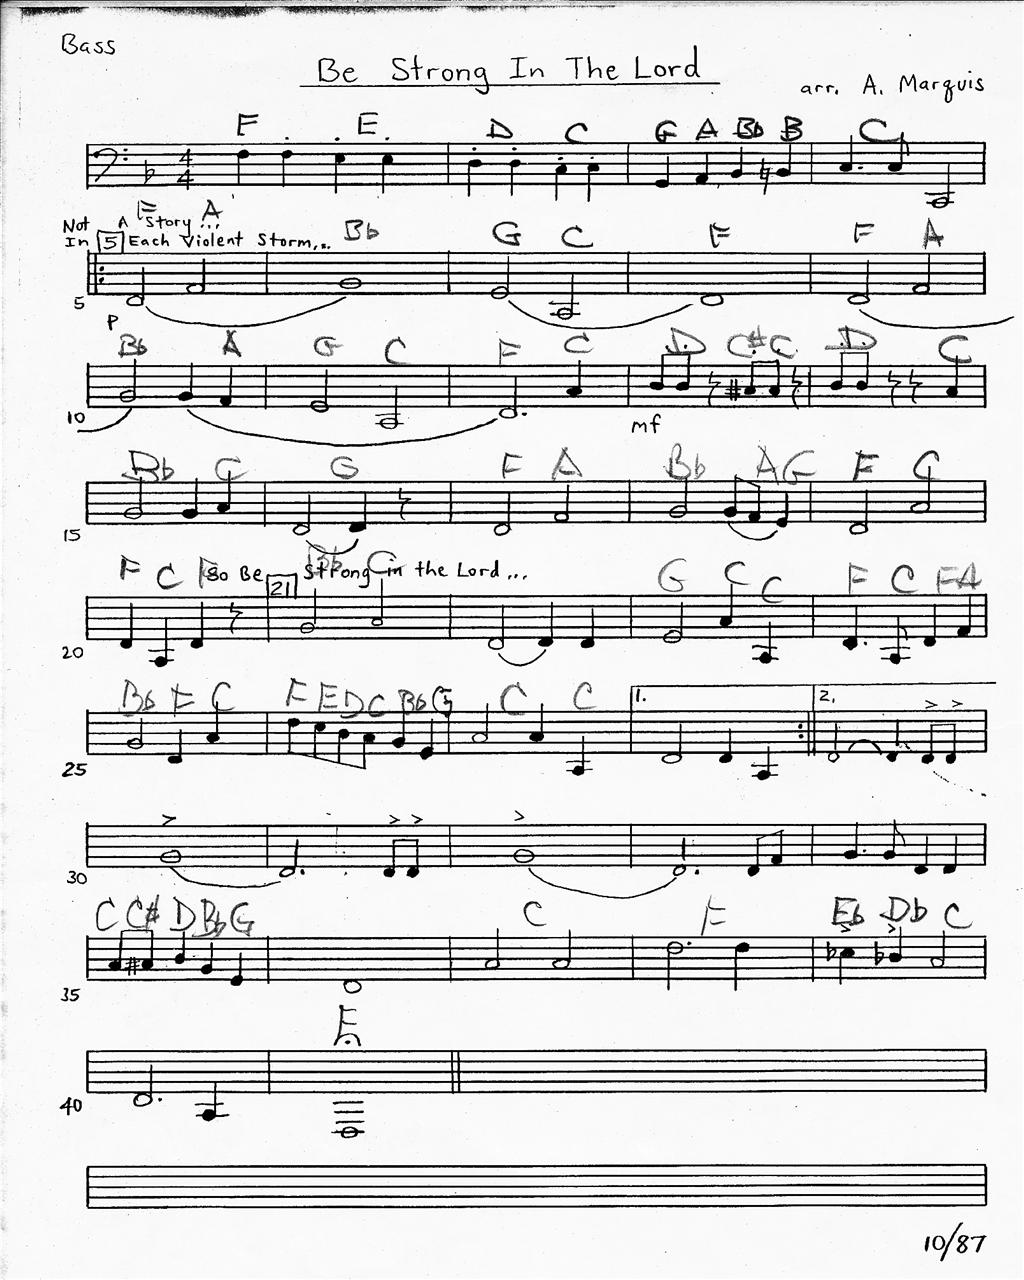 Bass
Be Strong In The Lord
arr. A. Marquis
F E D C G A Bb B C
4
4
Not A Story...
In 5 Each Violent Storm...
F A Bb G C F F A
5
p
Bb A G C F C D C# C D C
10
mf
Bb C G F A Bb A G F C
15
F C F So Be 21 Strong in the Lord...
Bb C G C C F C F A
20
Bb F C F E D C Bb G C C 1. 2.
25
30
C C# D Bb G C F Eb Db C
35
F
40
10/87